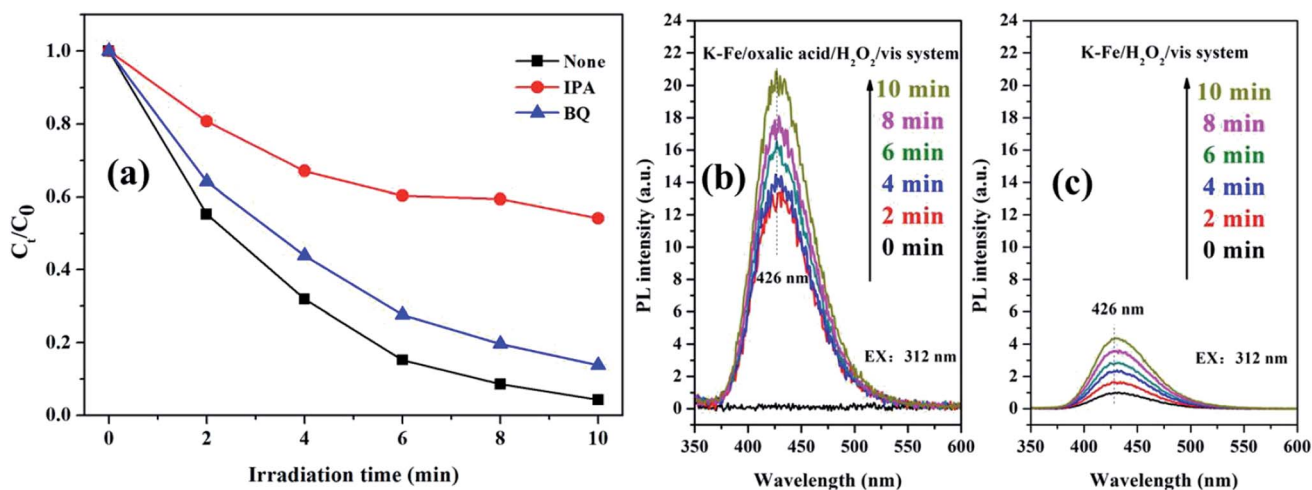 1.0
0.8
0.6
0.4
0.2
0.0
Cₜ/C₀
(a)
None
IPA
BQ
0 2 4 6 8 10
Irradiation time (min)
22
20
18
16
14
12
10
8
6
4
2
0
PL intensity (a.u.)
K-Fe/oxalic acid/H₂O₂/vis system
10 min
8 min
6 min
4 min
2 min
0 min
(b)
426 nm
EX: 312 nm
350 400 450 500 550 600
Wavelength (nm)
22
20
18
16
14
12
10
8
6
4
2
0
PL intensity (a.u.)
K-Fe/H₂O₂/vis system
10 min
8 min
6 min
4 min
2 min
0 min
(c)
426 nm
EX: 312 nm
350 400 450 500 550 600
Wavelength (nm)